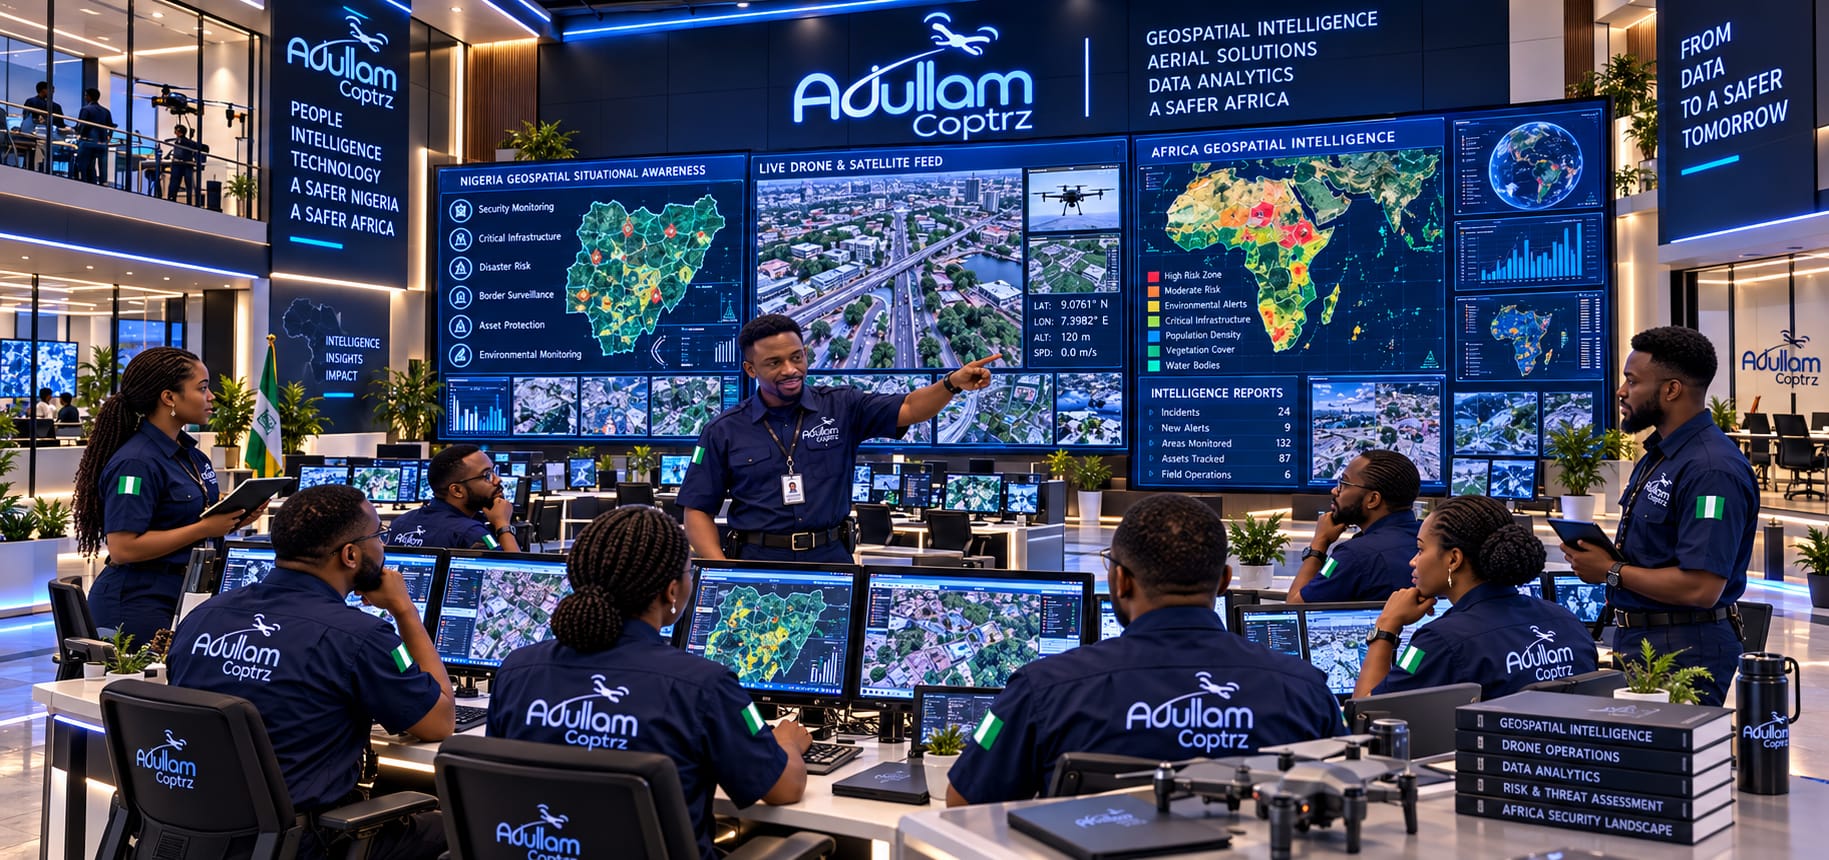 Adullam
Coptrz
PEOPLE
INTELLIGENCE
TECHNOLOGY
A SAFER NIGERIA
A SAFER AFRICA
INTELLIGENCE
INSIGHTS
IMPACT
Adullam
Coptrz
GEOSPATIAL INTELLIGENCE
AERIAL SOLUTIONS
DATA ANALYTICS
A SAFER AFRICA
FROM
DATA
TO A SAFER
TOMORROW
NIGERIA GEOSPATIAL SITUATIONAL AWARENESS
Security Monitoring
Critical Infrastructure
Disaster Risk
Border Surveillance
Asset Protection
Environmental Monitoring
LIVE DRONE & SATELLITE FEED
LAT: 9.0761° N
LON: 7.3982° E
ALT: 120 m
SPD: 0.0 m/s
AFRICA GEOSPATIAL INTELLIGENCE
High Risk Zone
Moderate Risk
Environmental Alerts
Critical Infrastructure
Population Density
Vegetation Cover
Water Bodies
INTELLIGENCE REPORTS
Incidents 24
New Alerts 9
Areas Monitored 132
Assets Tracked 87
Field Operations 6
Adullam
Coptrz
Adullam
Coptrz
Adullam
Coptrz
Adullam
Coptrz
Adullam
Coptrz
Adullam
Coptrz
Adullam
Coptrz
Adullam
Coptrz
GEOSPATIAL INTELLIGENCE
DRONE OPERATIONS
DATA ANALYTICS
RISK & THREAT ASSESSMENT
AFRICA SECURITY LANDSCAPE
Adullam
Coptrz